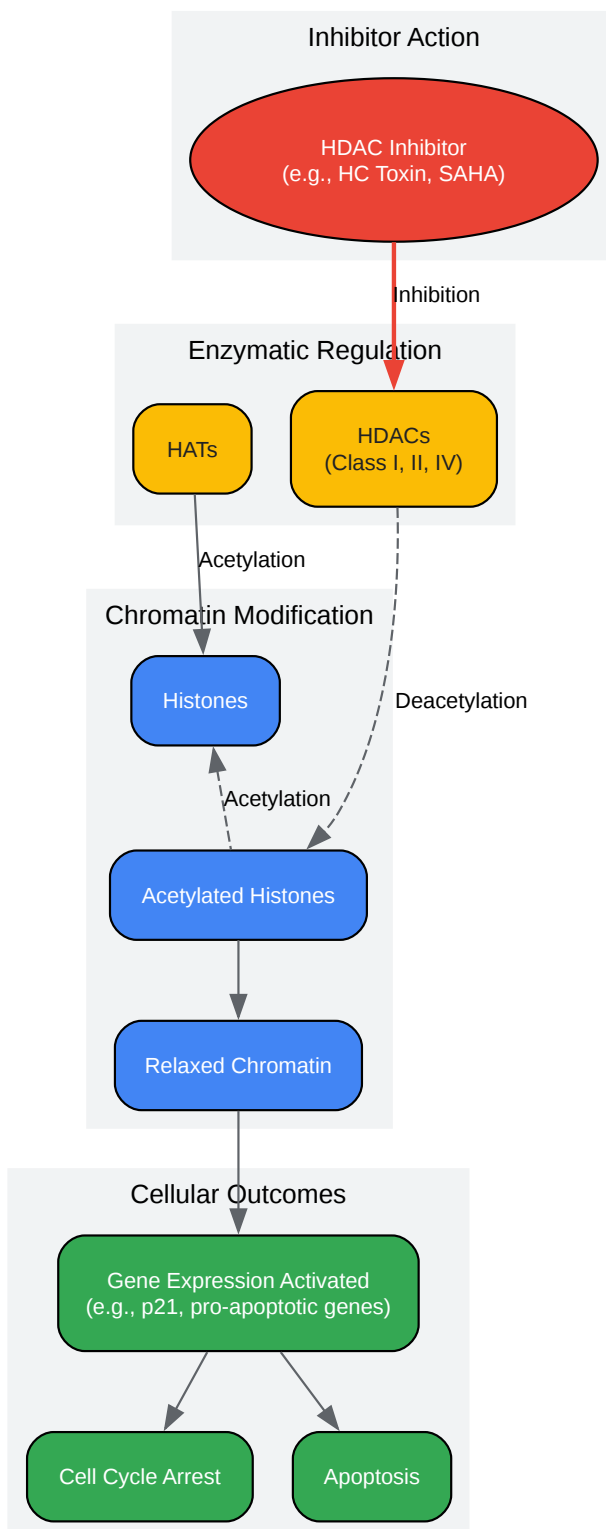 Inhibitor Action
HDAC Inhibitor
(e.g., HC Toxin, SAHA)
Inhibition
Enzymatic Regulation
HATs
HDACs
(Class I, II, IV)
Acetylation
Chromatin Modification
Histones
Deacetylation
Acetylation
Acetylated Histones
Relaxed Chromatin
Cellular Outcomes
Gene Expression Activated
(e.g., p21, pro-apoptotic genes)
Cell Cycle Arrest
Apoptosis